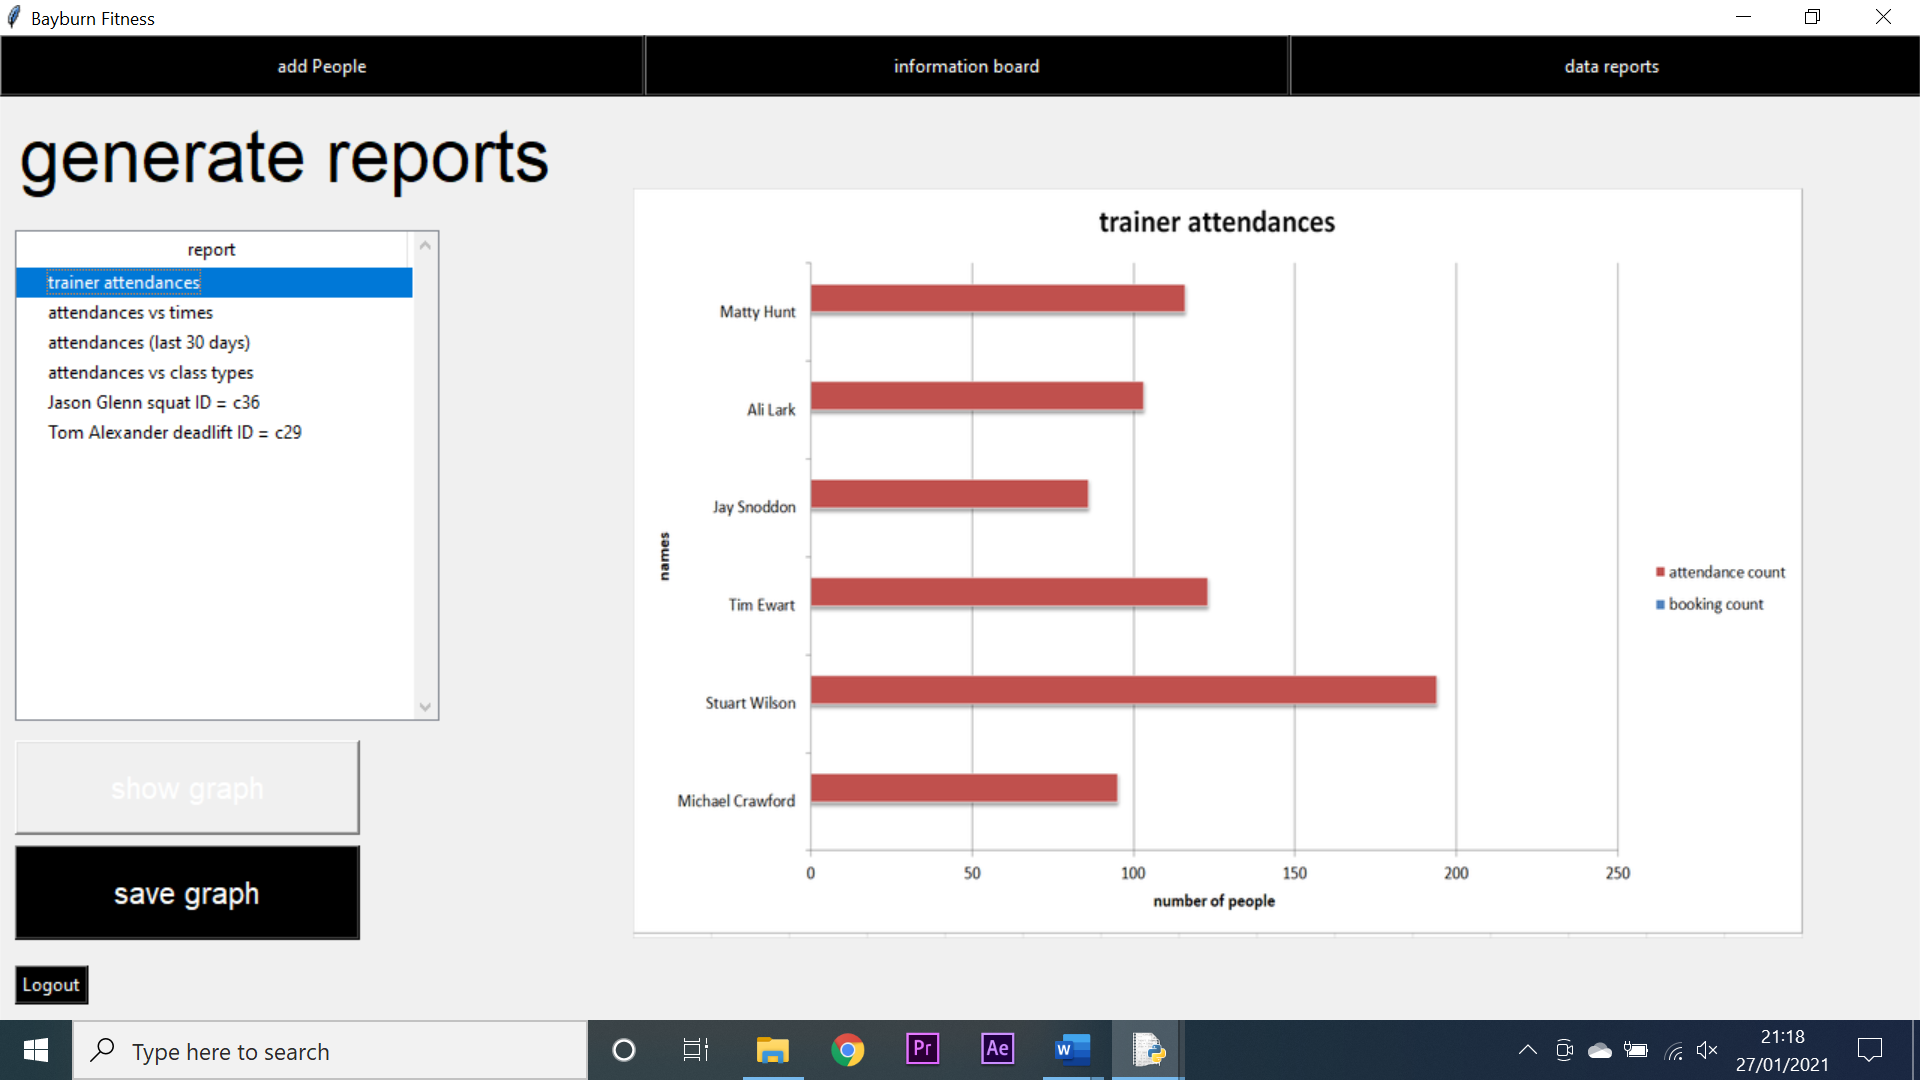 Bayburn Fitness
add People
information board
data reports
generate reports
report
trainer attendances
attendances vs times
attendances (last 30 days)
attendances vs class types
Jason Glenn squat ID = c36
Tom Alexander deadlift ID = c29
show graph
save graph
Logout
trainer attendances
names
Matty Hunt
Ali Lark
Jay Snoddon
Tim Ewart
Stuart Wilson
Michael Crawford
0 50 100 150 200 250
number of people
attendance count
booking count
Type here to search
Pr
Ae
W
21:18
27/01/2021